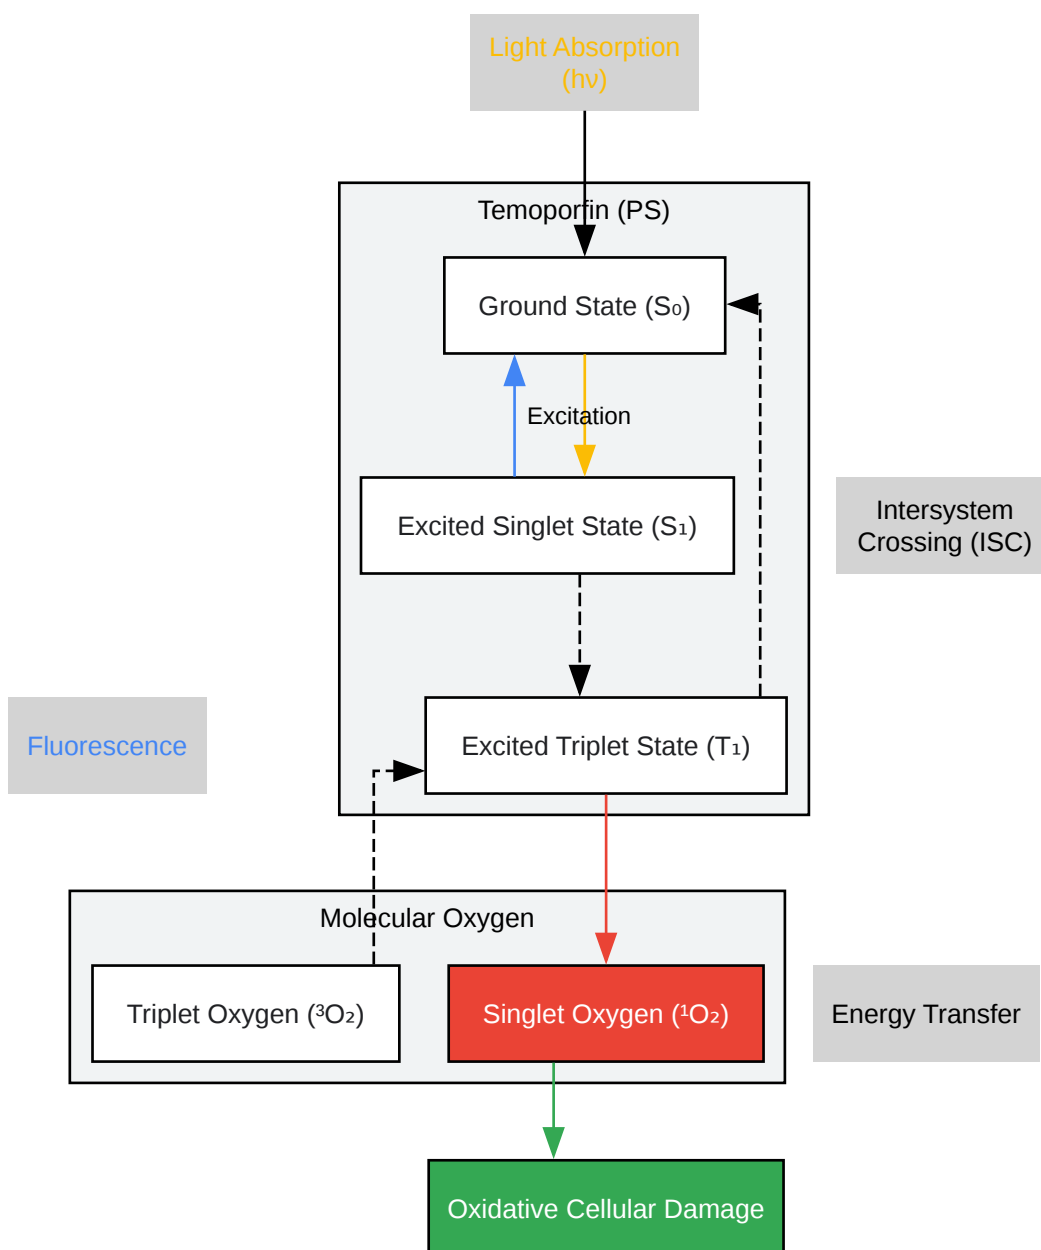 Light Absorption
(hν)
Temoporfin (PS)
Ground State (S₀)
Excitation
Excited Singlet State (S₁)
Intersystem
Crossing (ISC)
Fluorescence
Excited Triplet State (T₁)
Molecular Oxygen
Triplet Oxygen (³O₂)
Singlet Oxygen (¹O₂)
Energy Transfer
Oxidative Cellular Damage